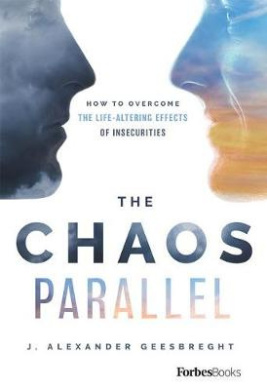 HOW TO OVERCOME
THE LIFE-ALTERING EFFECTS
OF INSECURITIES
THE
CHAOS
PARALLEL
J. ALEXANDER GEESBREGHT
ForbesBooks